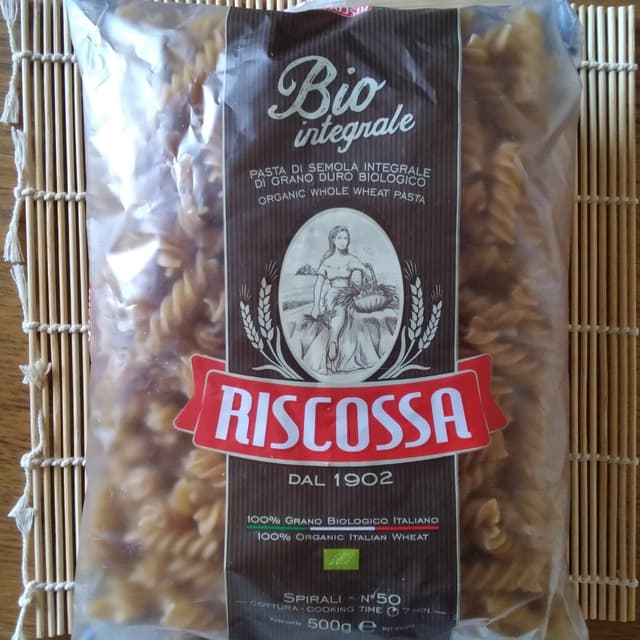 Bio
integrale
PASTA DI SEMOLA INTEGRALE
DI GRANO DURO BIOLOGICO
ORGANIC WHOLE WHEAT PASTA
RISCOSSA
DAL 1902
100% GRANO BIOLOGICO ITALIANO
100% ORGANIC ITALIAN WHEAT
SPIRALI - N°50
COTTURA - COOKING TIME 7 MIN
500g e